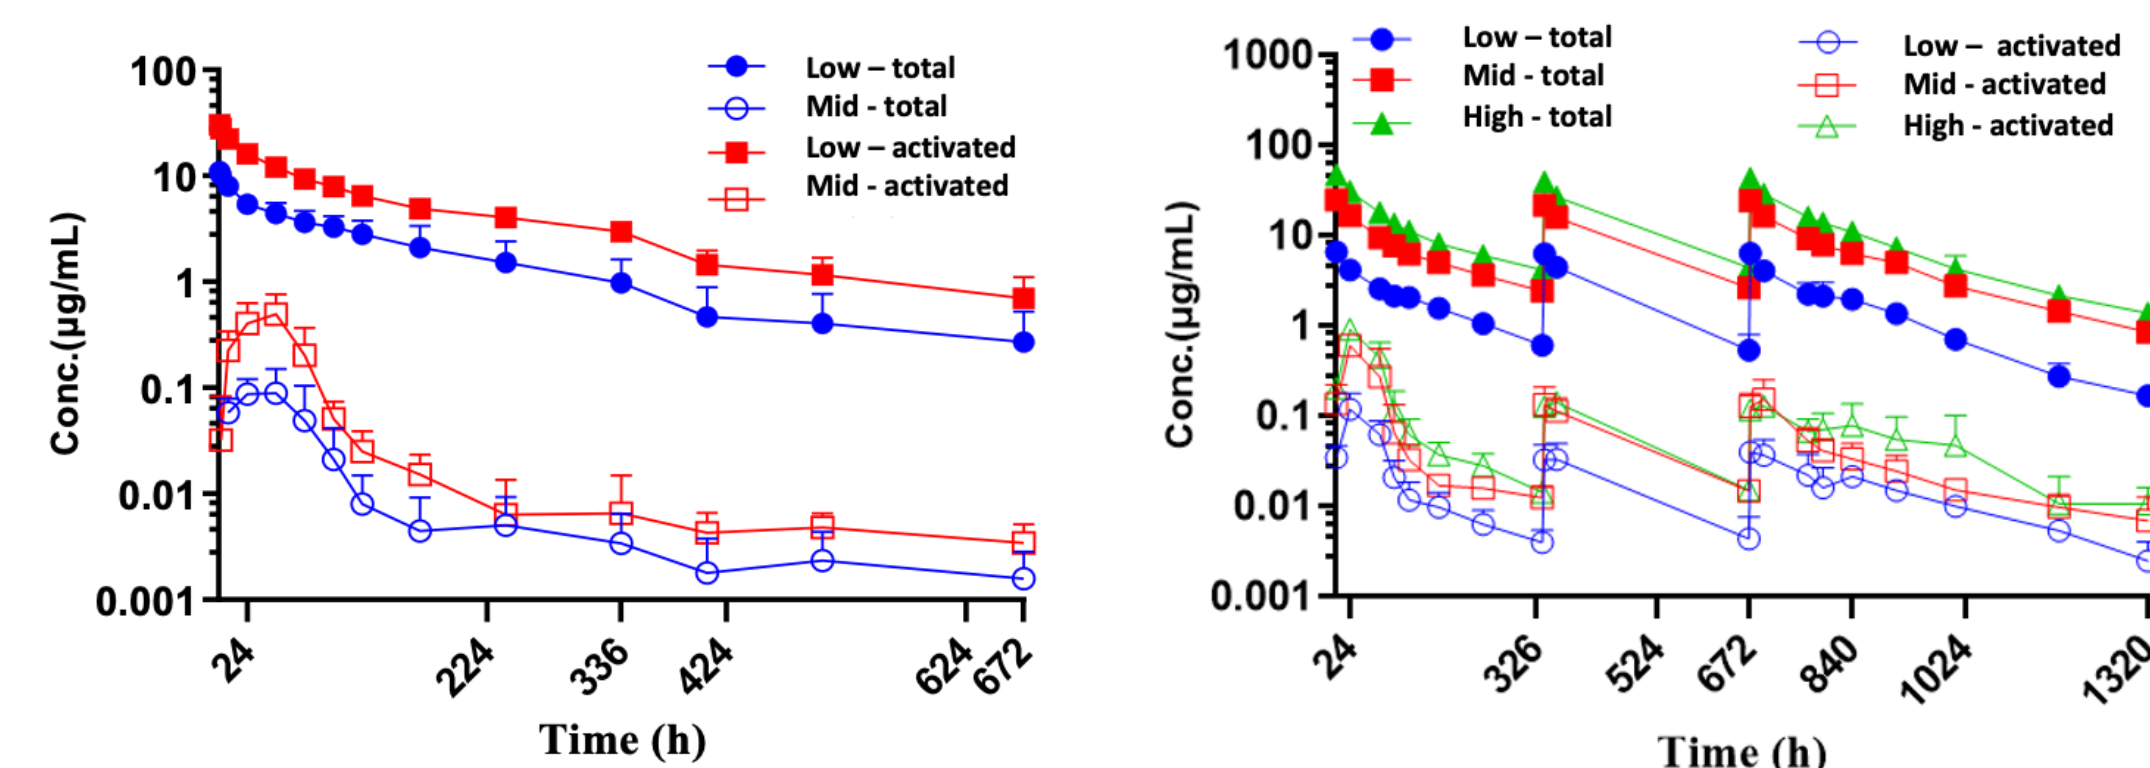 100
10
1
0.1
0.01
0.001
Conc.(µg/mL)
24
224
336
424
624
672
Time (h)
Low – total
Mid - total
Low – activated
Mid - activated
1000
100
10
1
0.1
0.01
0.001
Conc.(µg/mL)
24
326
524
672
840
1024
1320
Time (h)
Low – total
Mid - total
High - total
Low – activated
Mid - activated
High - activated